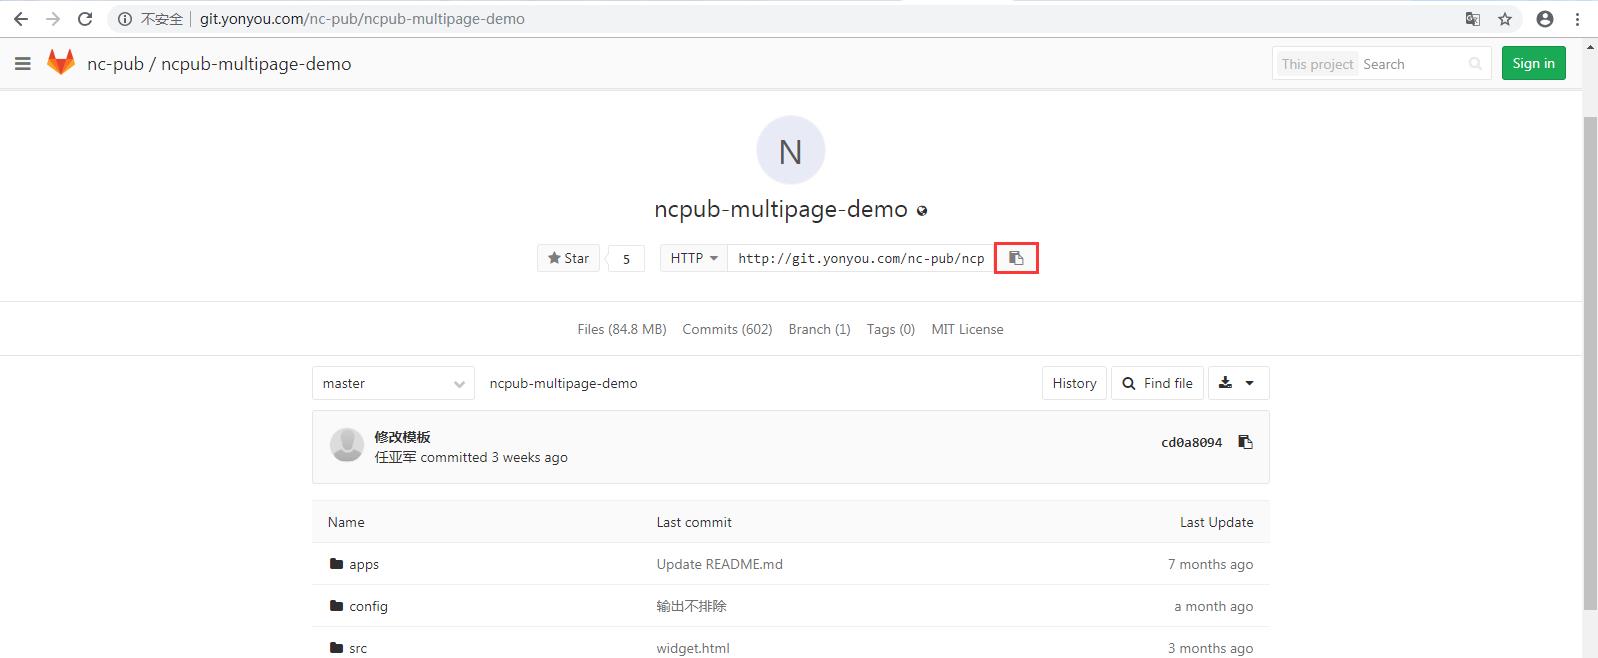 不安全 git.yonyou.com/nc-pub/ncpub-multipage-demo
nc-pub / ncpub-multipage-demo This project Search Sign in
N
ncpub-multipage-demo
Star 5 HTTP http://git.yonyou.com/nc-pub/ncp
Files (84.8 MB) Commits (602) Branch (1) Tags (0) MIT License
master ncpub-multipage-demo History Find file
修改模板
任亚军 committed 3 weeks ago cd0a8094
Name Last commit Last Update
apps Update README.md 7 months ago
config 输出不排除 a month ago
src widget.html 3 months ago